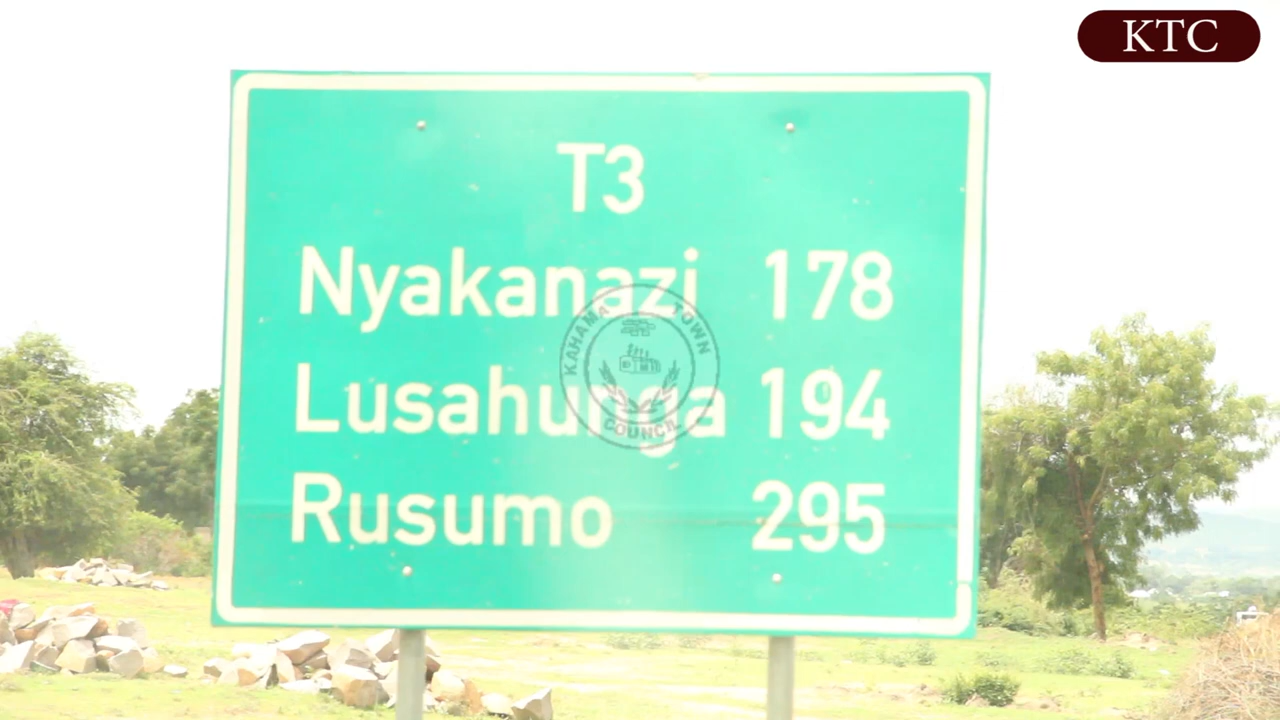 KTC
T3
Nyakanazi 178
Lusahunga 194
Rusumo 295
KAHAMA TOWN
COUNCIL